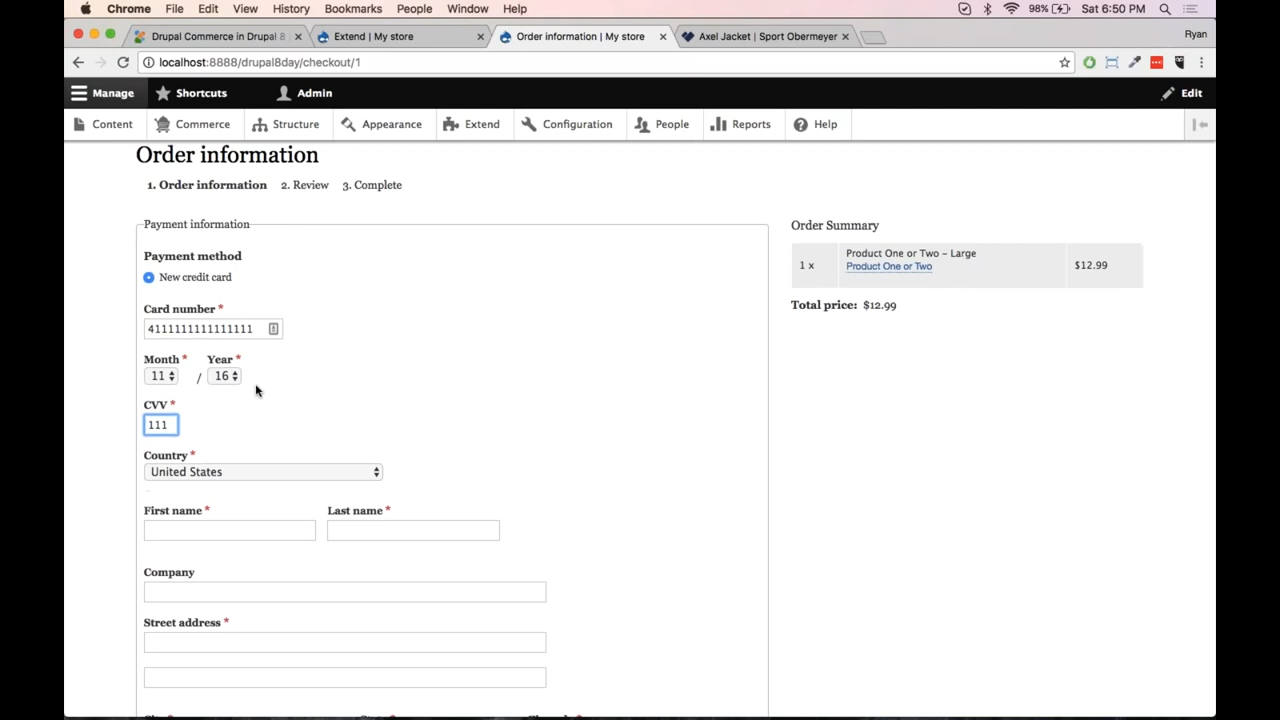 Chrome File Edit View History Bookmarks People Window Help 98% Sat 6:50 PM
Drupal Commerce in Drupal 8 Extend | My store Order information | My store Axel Jacket | Sport Obermeyer Ryan
localhost:8888/drupal8day/checkout/1
Manage Shortcuts Admin Edit
Content Commerce Structure Appearance Extend Configuration People Reports Help
Order information
1. Order information 2. Review 3. Complete
Payment information
Payment method
New credit card
Card number *
4111111111111111
Month * Year *
11 / 16
CVV *
111
Country *
United States
First name * Last name *
Company
Street address *
Order Summary
1 x Product One or Two – Large $12.99
Product One or Two
Total price: $12.99